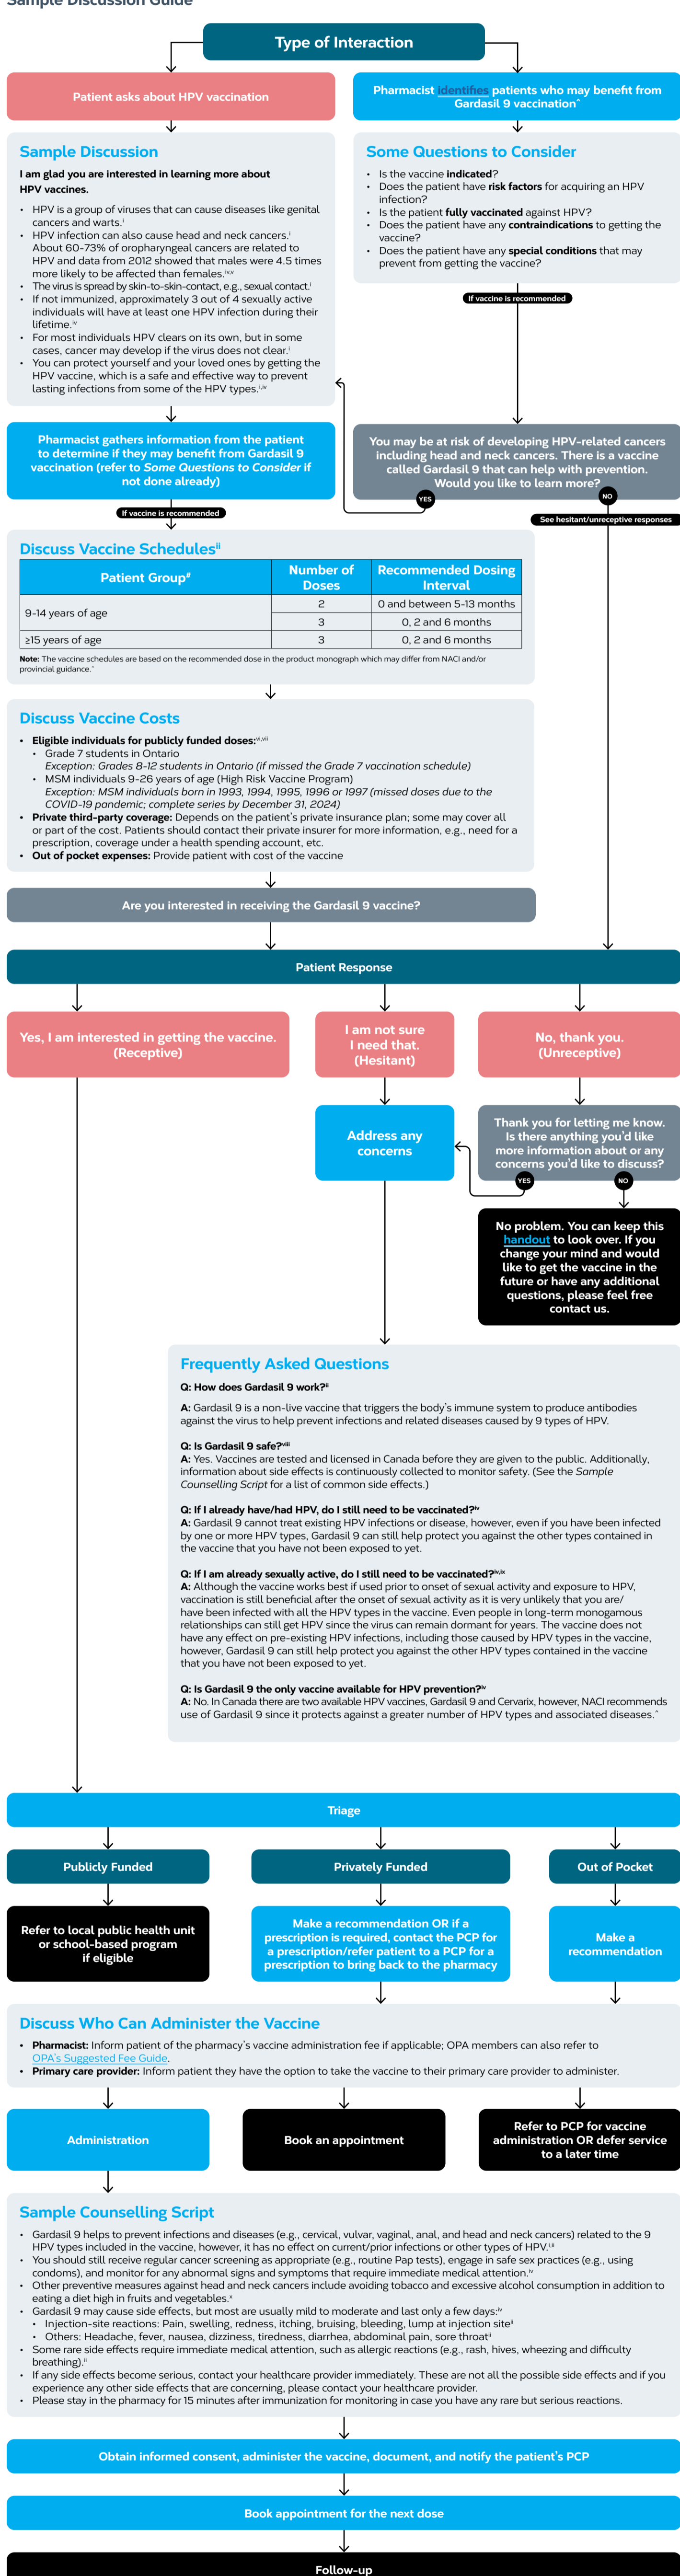 Sample Discussion Guide
Type of Interaction
Patient asks about HPV vaccination
Pharmacist identifies patients who may benefit from
Gardasil 9 vaccination^
Sample Discussion
I am glad you are interested in learning more about
HPV vaccines.
• HPV is a group of viruses that can cause diseases like genital
cancers and warts.i
• HPV infection can also cause head and neck cancers.i
About 60-73% of oropharyngeal cancers are related to
HPV and data from 2012 showed that males were 4.5 times
more likely to be affected than females.iv,v
• The virus is spread by skin-to-skin-contact, e.g., sexual contact.i
• If not immunized, approximately 3 out of 4 sexually active
individuals will have at least one HPV infection during their
lifetime.iv
• For most individuals HPV clears on its own, but in some
cases, cancer may develop if the virus does not clear.i
• You can protect yourself and your loved ones by getting the
HPV vaccine, which is a safe and effective way to prevent
lasting infections from some of the HPV types.i,iv
Some Questions to Consider
• Is the vaccine indicated?
• Does the patient have risk factors for acquiring an HPV
infection?
• Is the patient fully vaccinated against HPV?
• Does the patient have any contraindications to getting the
vaccine?
• Does the patient have any special conditions that may
prevent from getting the vaccine?
If vaccine is recommended
Pharmacist gathers information from the patient
to determine if they may benefit from Gardasil 9
vaccination (refer to Some Questions to Consider if
not done already)
You may be at risk of developing HPV-related cancers
including head and neck cancers. There is a vaccine
called Gardasil 9 that can help with prevention.
Would you like to learn more?
YES
NO
If vaccine is recommended
See hesitant/unreceptive responses
Discuss Vaccine Schedulesii
Patient Group#
Number of
Doses
Recommended Dosing
Interval
9-14 years of age
2
0 and between 5-13 months
3
0, 2 and 6 months
≥15 years of age
3
0, 2 and 6 months
Note: The vaccine schedules are based on the recommended dose in the product monograph which may differ from NACI and/or
provincial guidance.^
Discuss Vaccine Costs
• Eligible individuals for publicly funded doses:vi,vii
• Grade 7 students in Ontario
Exception: Grades 8-12 students in Ontario (if missed the Grade 7 vaccination schedule)
• MSM individuals 9-26 years of age (High Risk Vaccine Program)
Exception: MSM individuals born in 1993, 1994, 1995, 1996 or 1997 (missed doses due to the
COVID-19 pandemic; complete series by December 31, 2024)
• Private third-party coverage: Depends on the patient's private insurance plan; some may cover all
or part of the cost. Patients should contact their private insurer for more information, e.g., need for a
prescription, coverage under a health spending account, etc.
• Out of pocket expenses: Provide patient with cost of the vaccine
Are you interested in receiving the Gardasil 9 vaccine?
Patient Response
Yes, I am interested in getting the vaccine.
(Receptive)
I am not sure
I need that.
(Hesitant)
No, thank you.
(Unreceptive)
Address any
concerns
Thank you for letting me know.
Is there anything you'd like
more information about or any
concerns you'd like to discuss?
YES
NO
No problem. You can keep this
handout to look over. If you
change your mind and would
like to get the vaccine in the
future or have any additional
questions, please feel free
contact us.
Frequently Asked Questions
Q: How does Gardasil 9 work?ii
A: Gardasil 9 is a non-live vaccine that triggers the body's immune system to produce antibodies
against the virus to help prevent infections and related diseases caused by 9 types of HPV.
Q: Is Gardasil 9 safe?viii
A: Yes. Vaccines are tested and licensed in Canada before they are given to the public. Additionally,
information about side effects is continuously collected to monitor safety. (See the Sample
Counselling Script for a list of common side effects.)
Q: If I already have/had HPV, do I still need to be vaccinated?iv
A: Gardasil 9 cannot treat existing HPV infections or disease, however, even if you have been infected
by one or more HPV types, Gardasil 9 can still help protect you against the other types contained in
the vaccine that you have not been exposed to yet.
Q: If I am already sexually active, do I still need to be vaccinated?iv,ix
A: Although the vaccine works best if used prior to onset of sexual activity and exposure to HPV,
vaccination is still beneficial after the onset of sexual activity as it is very unlikely that you are/
have been infected with all the HPV types in the vaccine. Even people in long-term monogamous
relationships can still get HPV since the virus can remain dormant for years. The vaccine does not
have any effect on pre-existing HPV infections, including those caused by HPV types in the vaccine,
however, Gardasil 9 can still help protect you against the other HPV types contained in the vaccine
that you have not been exposed to yet.
Q: Is Gardasil 9 the only vaccine available for HPV prevention?iv
A: No. In Canada there are two available HPV vaccines, Gardasil 9 and Cervarix, however, NACI recommends
use of Gardasil 9 since it protects against a greater number of HPV types and associated diseases.^
Triage
Publicly Funded
Privately Funded
Out of Pocket
Refer to local public health unit
or school-based program
if eligible
Make a recommendation OR if a
prescription is required, contact the PCP for
a prescription/refer patient to a PCP for a
prescription to bring back to the pharmacy
Make a
recommendation
Discuss Who Can Administer the Vaccine
• Pharmacist: Inform patient of the pharmacy's vaccine administration fee if applicable; OPA members can also refer to
OPA's Suggested Fee Guide.
• Primary care provider: Inform patient they have the option to take the vaccine to their primary care provider to administer.
Administration
Book an appointment
Refer to PCP for vaccine
administration OR defer service
to a later time
Sample Counselling Script
• Gardasil 9 helps to prevent infections and diseases (e.g., cervical, vulvar, vaginal, anal, and head and neck cancers) related to the 9
HPV types included in the vaccine, however, it has no effect on current/prior infections or other types of HPV.i,ii
• You should still receive regular cancer screening as appropriate (e.g., routine Pap tests), engage in safe sex practices (e.g., using
condoms), and monitor for any abnormal signs and symptoms that require immediate medical attention.iv
• Other preventive measures against head and neck cancers include avoiding tobacco and excessive alcohol consumption in addition to
eating a diet high in fruits and vegetables.x
• Gardasil 9 may cause side effects, but most are usually mild to moderate and last only a few days:iv
• Injection-site reactions: Pain, swelling, redness, itching, bruising, bleeding, lump at injection siteii
• Others: Headache, fever, nausea, dizziness, tiredness, diarrhea, abdominal pain, sore throatii
• Some rare side effects require immediate medical attention, such as allergic reactions (e.g., rash, hives, wheezing and difficulty
breathing).ii
• If any side effects become serious, contact your healthcare provider immediately. These are not all the possible side effects and if you
experience any other side effects that are concerning, please contact your healthcare provider.
• Please stay in the pharmacy for 15 minutes after immunization for monitoring in case you have any rare but serious reactions.
Obtain informed consent, administer the vaccine, document, and notify the patient's PCP
Book appointment for the next dose
Follow-up